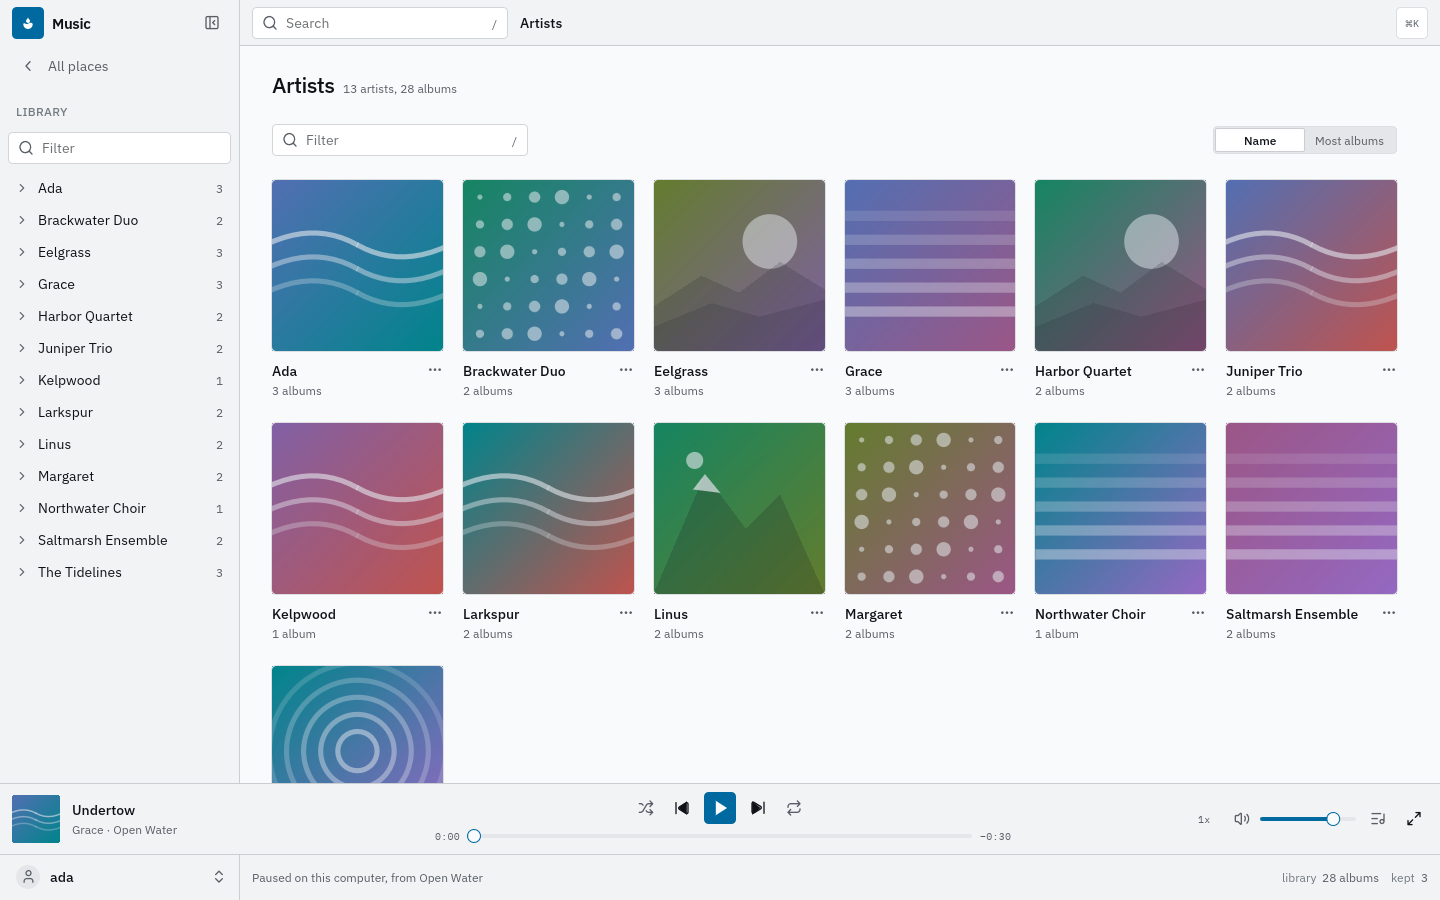 Music
All places
LIBRARY
Filter
Ada 3
Brackwater Duo 2
Eelgrass 3
Grace 3
Harbor Quartet 2
Juniper Trio 2
Kelpwood 1
Larkspur 2
Linus 2
Margaret 2
Northwater Choir 1
Saltmarsh Ensemble 2
The Tidelines 3
Search /
Artists
⌘K
Artists 13 artists, 28 albums
Filter /
Name Most albums
Ada
3 albums
Brackwater Duo
2 albums
Eelgrass
3 albums
Grace
3 albums
Harbor Quartet
2 albums
Juniper Trio
2 albums
Kelpwood
1 album
Larkspur
2 albums
Linus
2 albums
Margaret
2 albums
Northwater Choir
1 album
Saltmarsh Ensemble
2 albums
Undertow
Grace · Open Water
0:00 −0:30
1x
ada
Paused on this computer, from Open Water
library 28 albums kept 3